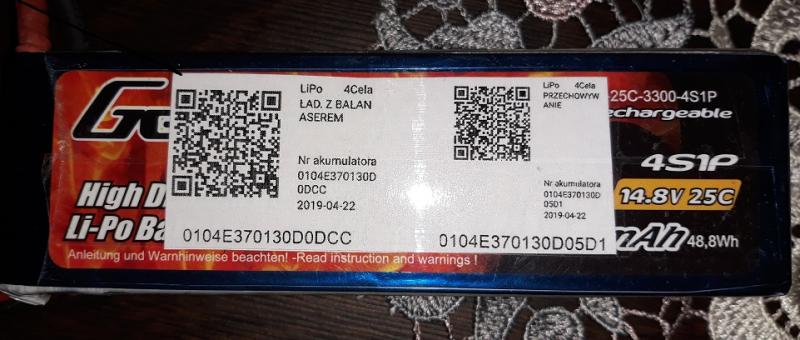 LiPo 4Cela
ŁAD. Z BALAN
ASEREM
Nr akumulatora
0104E370130D
0DCC
2019-04-22
0104E370130D0DCC
LiPo 4Cela
PRZECHOWYW
ANIE
Nr akumulatora
0104E370130D
05D1
2019-04-22
0104E370130D05D1
-25C-3300-4S1P
echargeable
4S1P
14.8V 25C
mAh 48,8Wh
High D
Li-Po Ba
Anleitung und Warnhinweise beachten! -Read instruction and warnings !